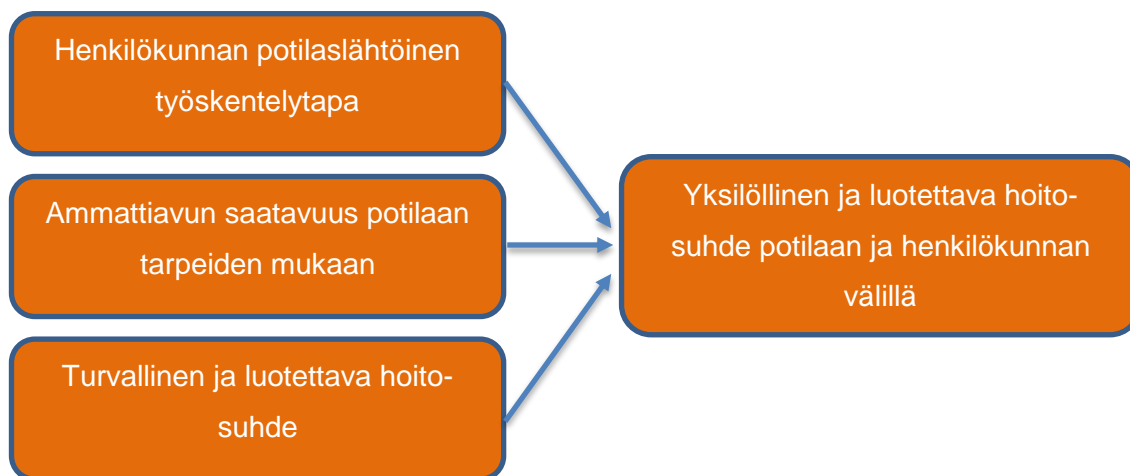 Henkilökunnan potilaslähtöinen
työskentelytapa
Ammattiavun saatavuus potilaan
tarpeiden mukaan
Turvallinen ja luotettava hoito-
suhde
Yksilöllinen ja luotettava hoito-
suhde potilaan ja henkilökunnan
välillä